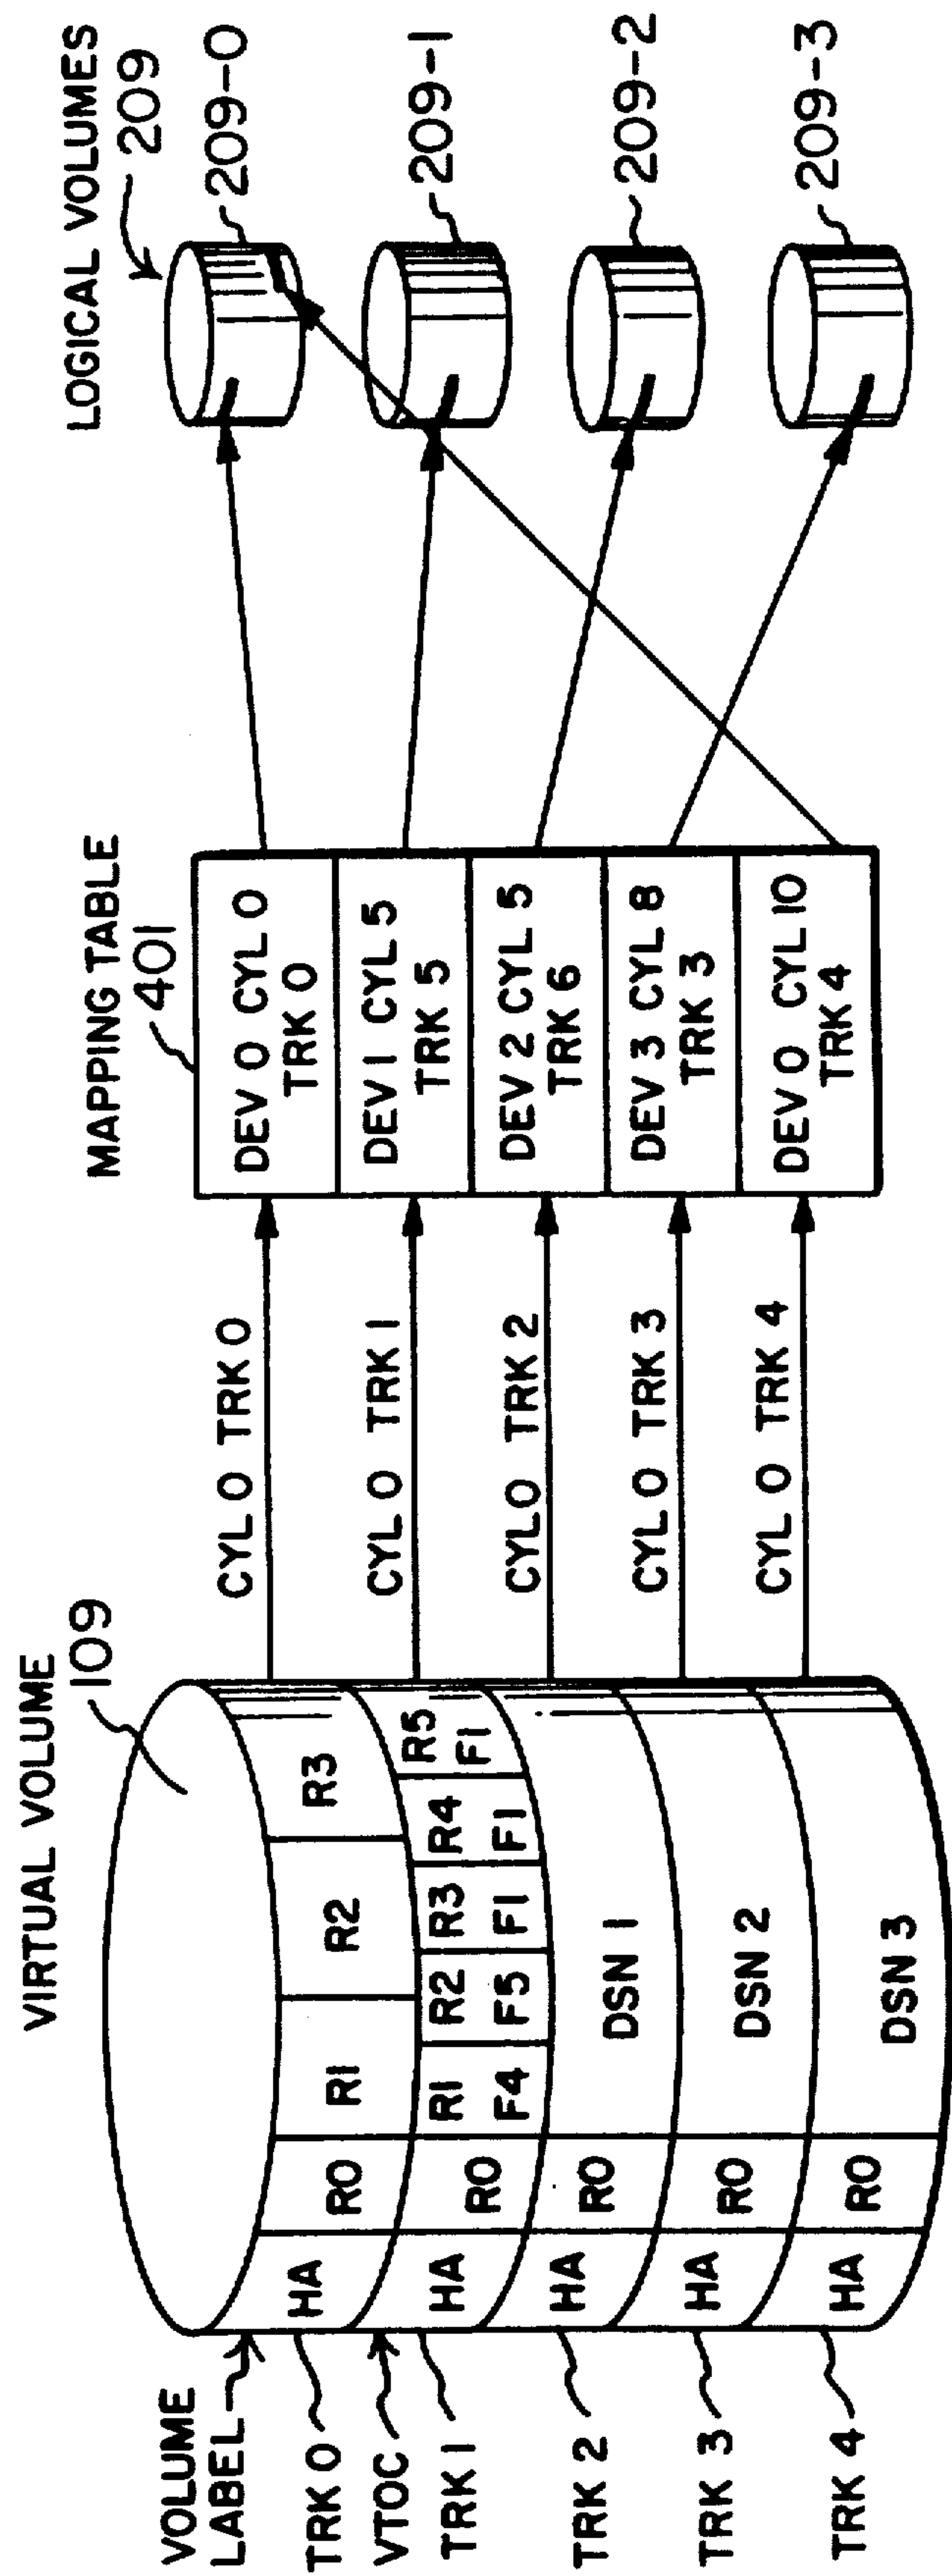 VIRTUAL VOLUME
109
VOLUME
LABEL
TRK 0
VTOC
TRK 1
TRK 2
TRK 3
TRK 4
HA
R0
R1
R2
R3
HA
R0
R1
F4
R2
F5
R3
F1
R4
F1
R5
F1
HA
R0
DSN 1
HA
R0
DSN 2
HA
R0
DSN 3
CYL 0 TRK 0
CYL 0 TRK 1
CYL 0 TRK 2
CYL 0 TRK 3
CYL 0 TRK 4
MAPPING TABLE
401
DEV 0 CYL 0
TRK 0
DEV 1 CYL 5
TRK 5
DEV 2 CYL 5
TRK 6
DEV 3 CYL 8
TRK 3
DEV 0 CYL 10
TRK 4
LOGICAL VOLUMES
209
209-0
209-1
209-2
209-3